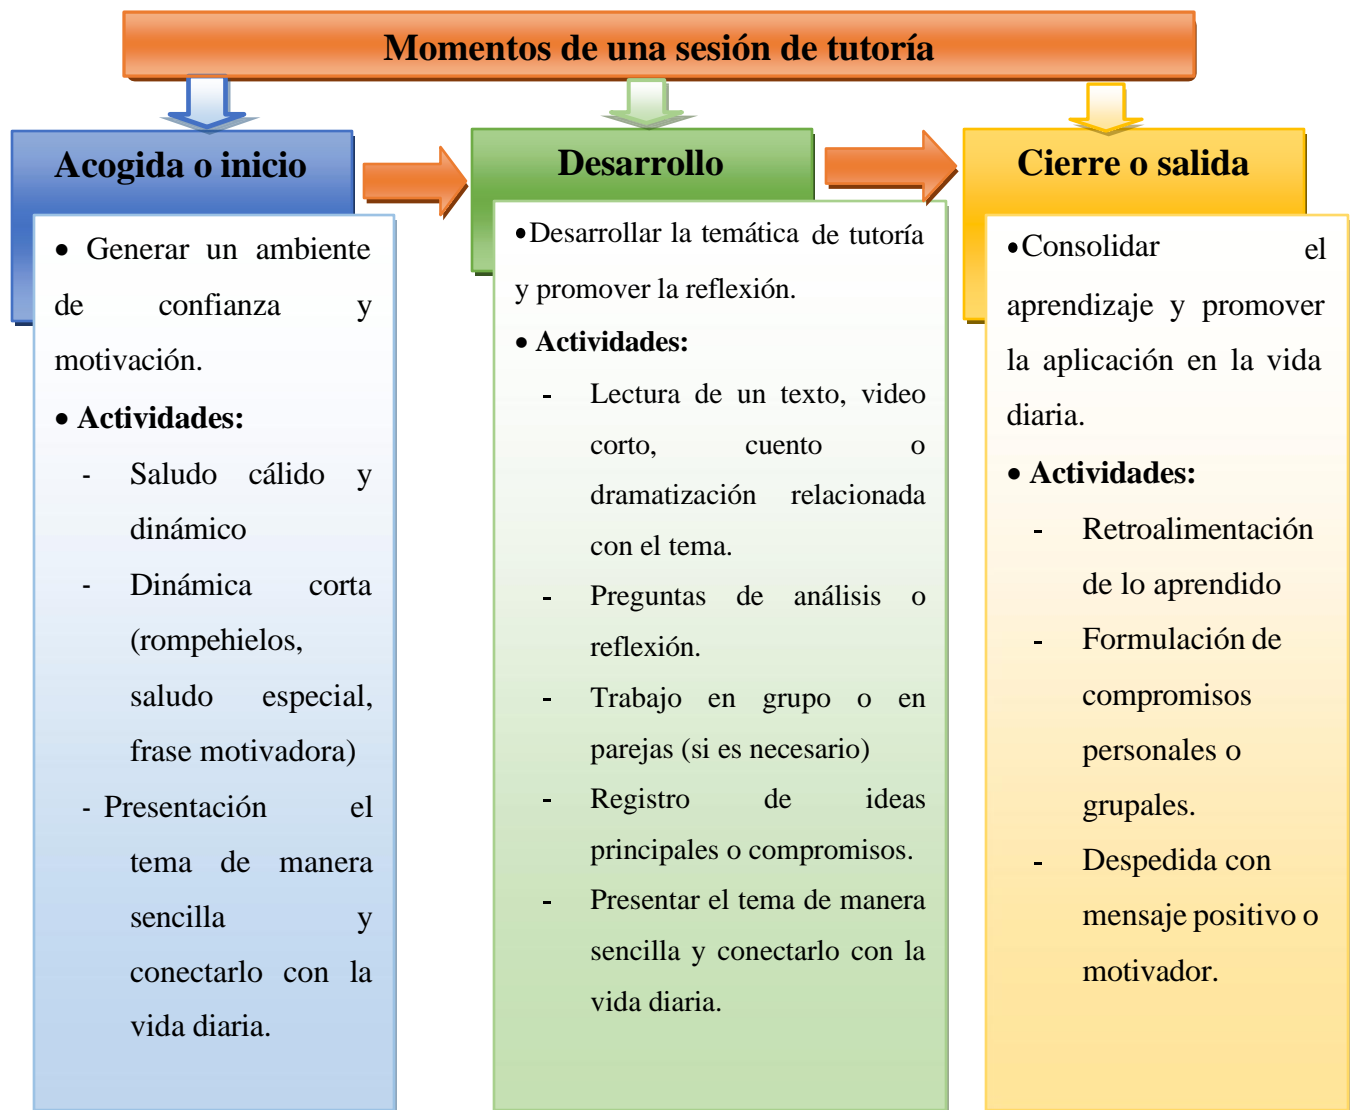 Momentos de una sesión de tutoría
Acogida o inicio
• Generar un ambiente
de confianza y
motivación.
• Actividades:
- Saludo cálido y
dinámico
- Dinámica corta
(rompehielos,
saludo especial,
frase motivadora)
- Presentación el
tema de manera
sencilla y
conectarlo con la
vida diaria.
Desarrollo
•Desarrollar la temática de tutoría
y promover la reflexión.
• Actividades:
- Lectura de un texto, video
corto, cuento o
dramatización relacionada
con el tema.
- Preguntas de análisis o
reflexión.
- Trabajo en grupo o en
parejas (si es necesario)
- Registro de ideas
principales o compromisos.
- Presentar el tema de manera
sencilla y conectarlo con la
vida diaria.
Cierre o salida
•Consolidar el
aprendizaje y promover
la aplicación en la vida
diaria.
• Actividades:
- Retroalimentación
de lo aprendido
- Formulación de
compromisos
personales o
grupales.
- Despedida con
mensaje positivo o
motivador.